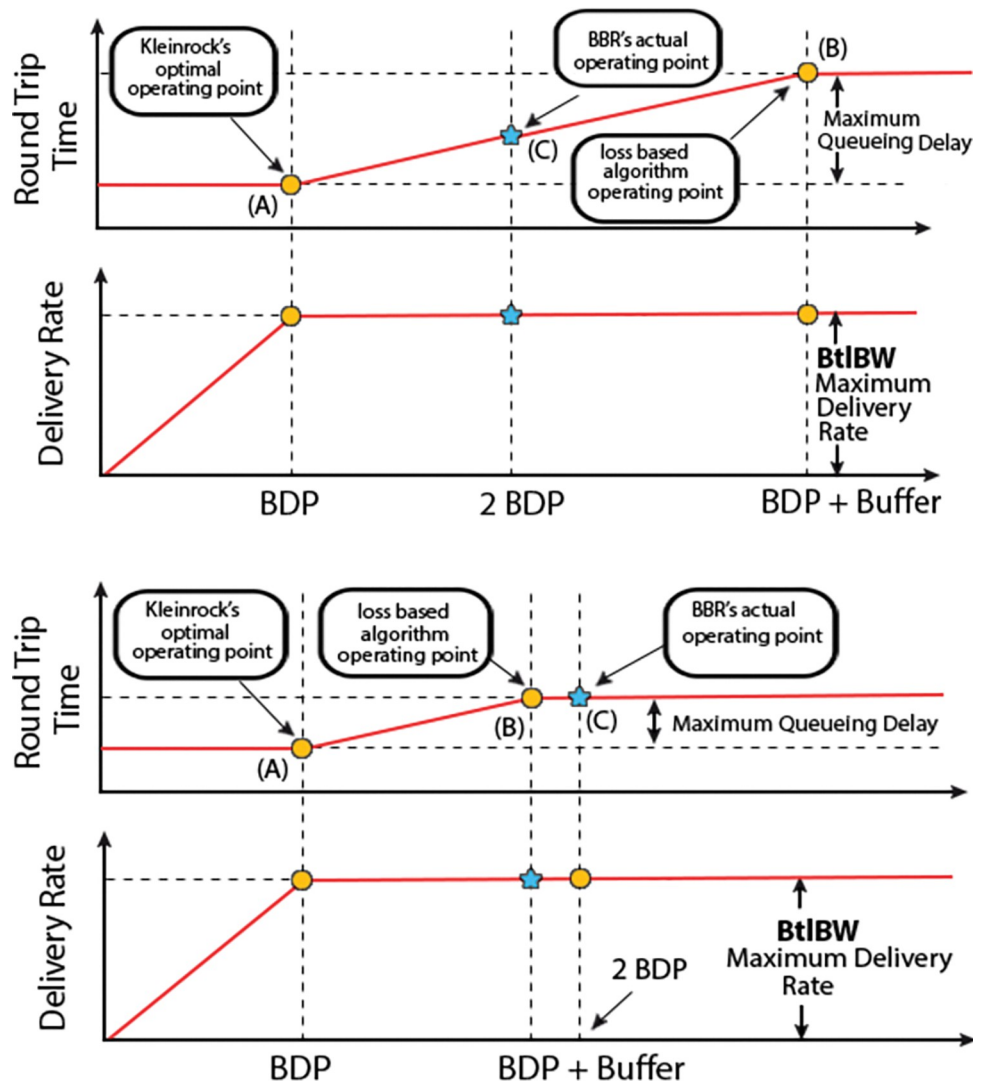 Round Trip
Time
Kleinrock's
optimal
operating point
BBR's actual
operating point
(B)
(A)
(C)
loss based
algorithm
operating point
Maximum
Queueing Delay
Delivery Rate
BtlBW
Maximum
Delivery
Rate
BDP
2 BDP
BDP + Buffer
Round Trip
Time
Kleinrock's
optimal
operating point
loss based
algorithm
operating point
BBR's actual
operating point
(A)
(B)
(C)
Maximum Queueing Delay
Delivery Rate
BtlBW
Maximum Delivery
Rate
2 BDP
BDP
BDP + Buffer